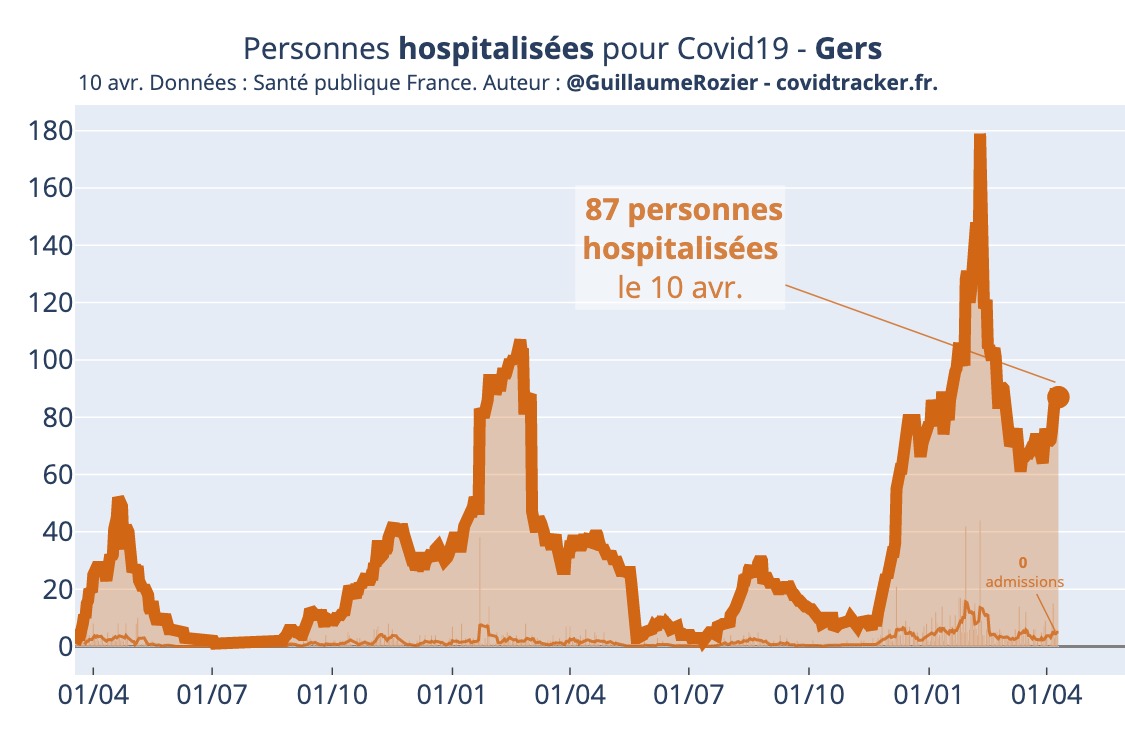 Personnes hospitalisées pour Covid19 - Gers
10 avr. Données : Santé publique France. Auteur : @GuillaumeRozier - covidtracker.fr.
180
160
140
120
100
80
60
40
20
0
87 personnes
hospitalisées
le 10 avr.
0
admissions
01/04 01/07 01/10 01/01 01/04 01/07 01/10 01/01 01/04